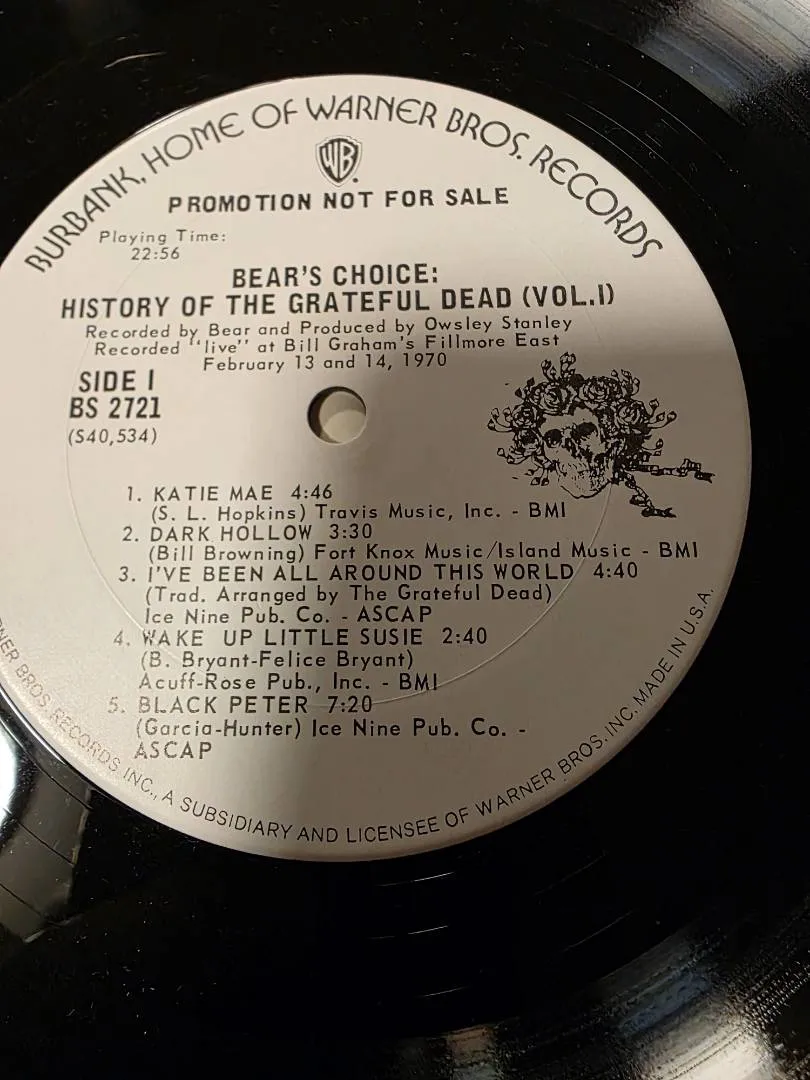 BURBANK, HOME OF WARNER BROS. RECORDS
WB
PROMOTION NOT FOR SALE
Playing Time:
22:56
BEAR'S CHOICE:
HISTORY OF THE GRATEFUL DEAD (VOL.I)
Recorded by Bear and Produced by Owsley Stanley
Recorded "live" at Bill Graham's Fillmore East
February 13 and 14, 1970
SIDE I
BS 2721
(S40,534)
1. KATIE MAE 4:46
(S. L. Hopkins) Travis Music, Inc. - BMI
2. DARK HOLLOW 3:30
(Bill Browning) Fort Knox Music/Island Music - BMI
3. I'VE BEEN ALL AROUND THIS WORLD 4:40
(Trad. Arranged by The Grateful Dead)
Ice Nine Pub. Co. - ASCAP
4. WAKE UP LITTLE SUSIE 2:40
(B. Bryant-Felice Bryant)
Acuff-Rose Pub., Inc. - BMI
5. BLACK PETER 7:20
(Garcia-Hunter) Ice Nine Pub. Co. -
ASCAP
BROS. RECORDS INC., A SUBSIDIARY AND LICENSEE OF WARNER BROS. INC. MADE IN U.S.A.